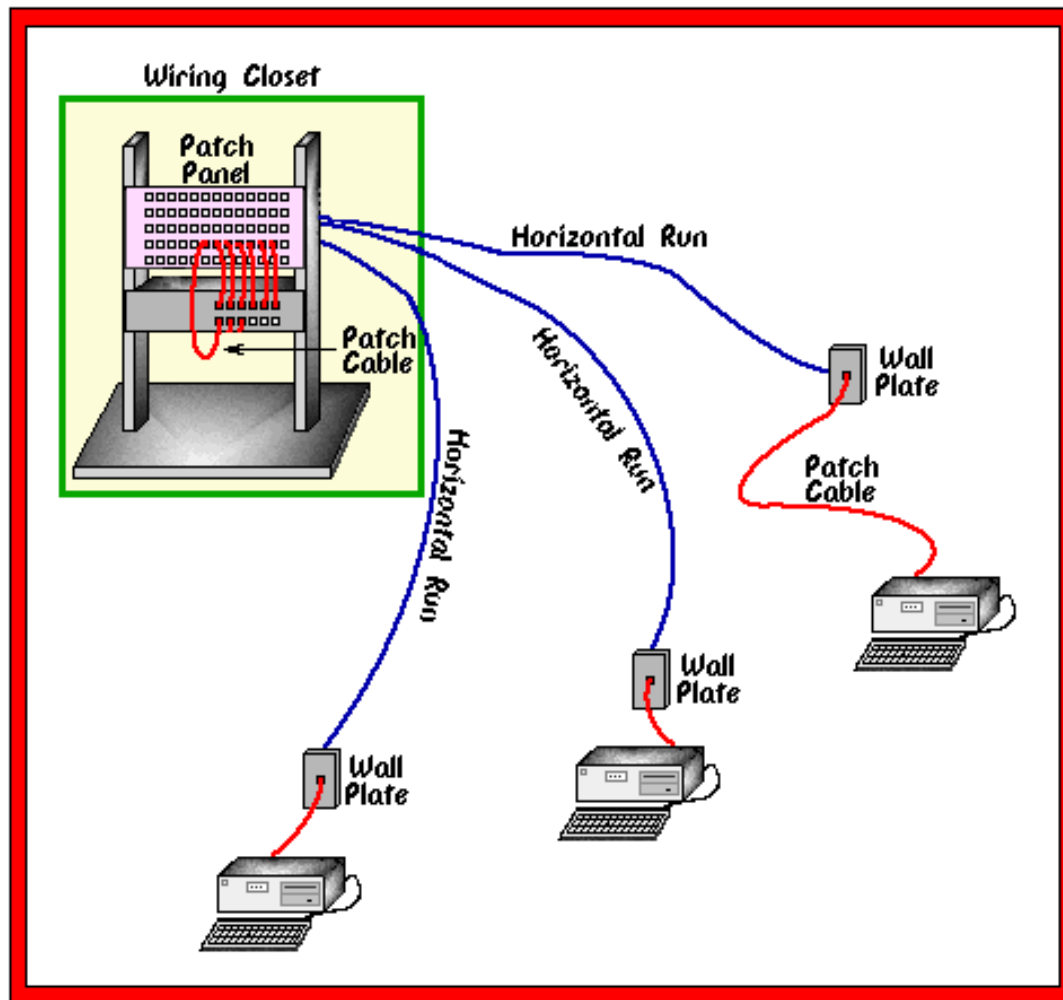 Wiring Closet
Patch
Panel
Patch
Cable
Horizontal Run
Horizontal Run
Horizontal Run
Wall
Plate
Patch
Cable
Wall
Plate
Wall
Plate